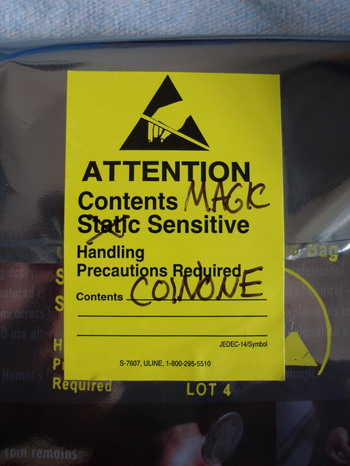 ATTENTION
Contents MAGIC
Static Sensitive
Handling
Precautions Required
Contents COINONE
JEDEC-14/Symbol
S-7607, ULINE, 1-800-295-5510
Bag
Required
LOT 4
coin remains